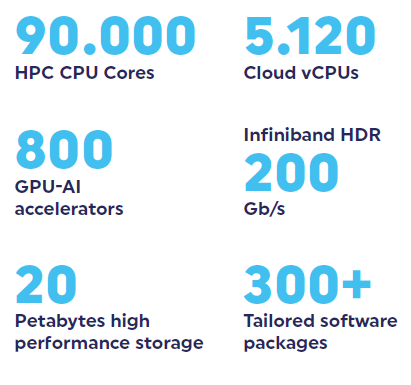 90.000
HPC CPU Cores
5.120
Cloud vCPUs
800
GPU-AI
accelerators
Infiniband HDR
200
Gb/s
20
Petabytes high
performance storage
300+
Tailored software
packages